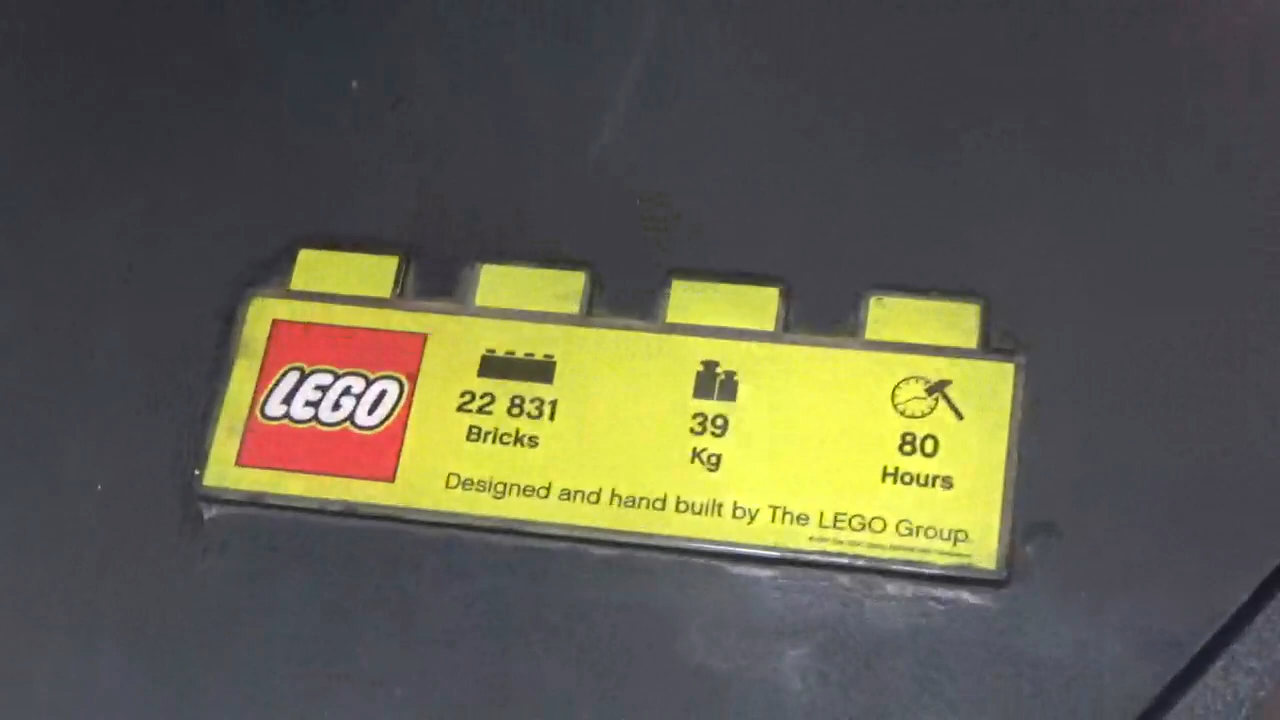 LEGO
22 831
Bricks
39
Kg
80
Hours
Designed and hand built by The LEGO Group